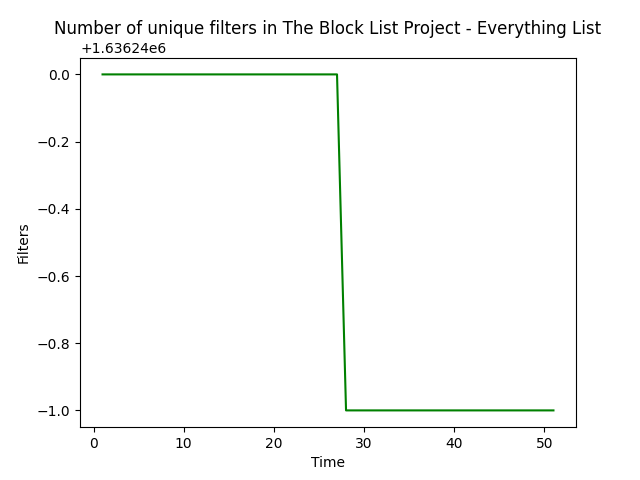 Number of unique filters in The Block List Project - Everything List
+1.63624e6
0.0
−0.2
−0.4
−0.6
−0.8
−1.0
Filters
0 10 20 30 40 50
Time